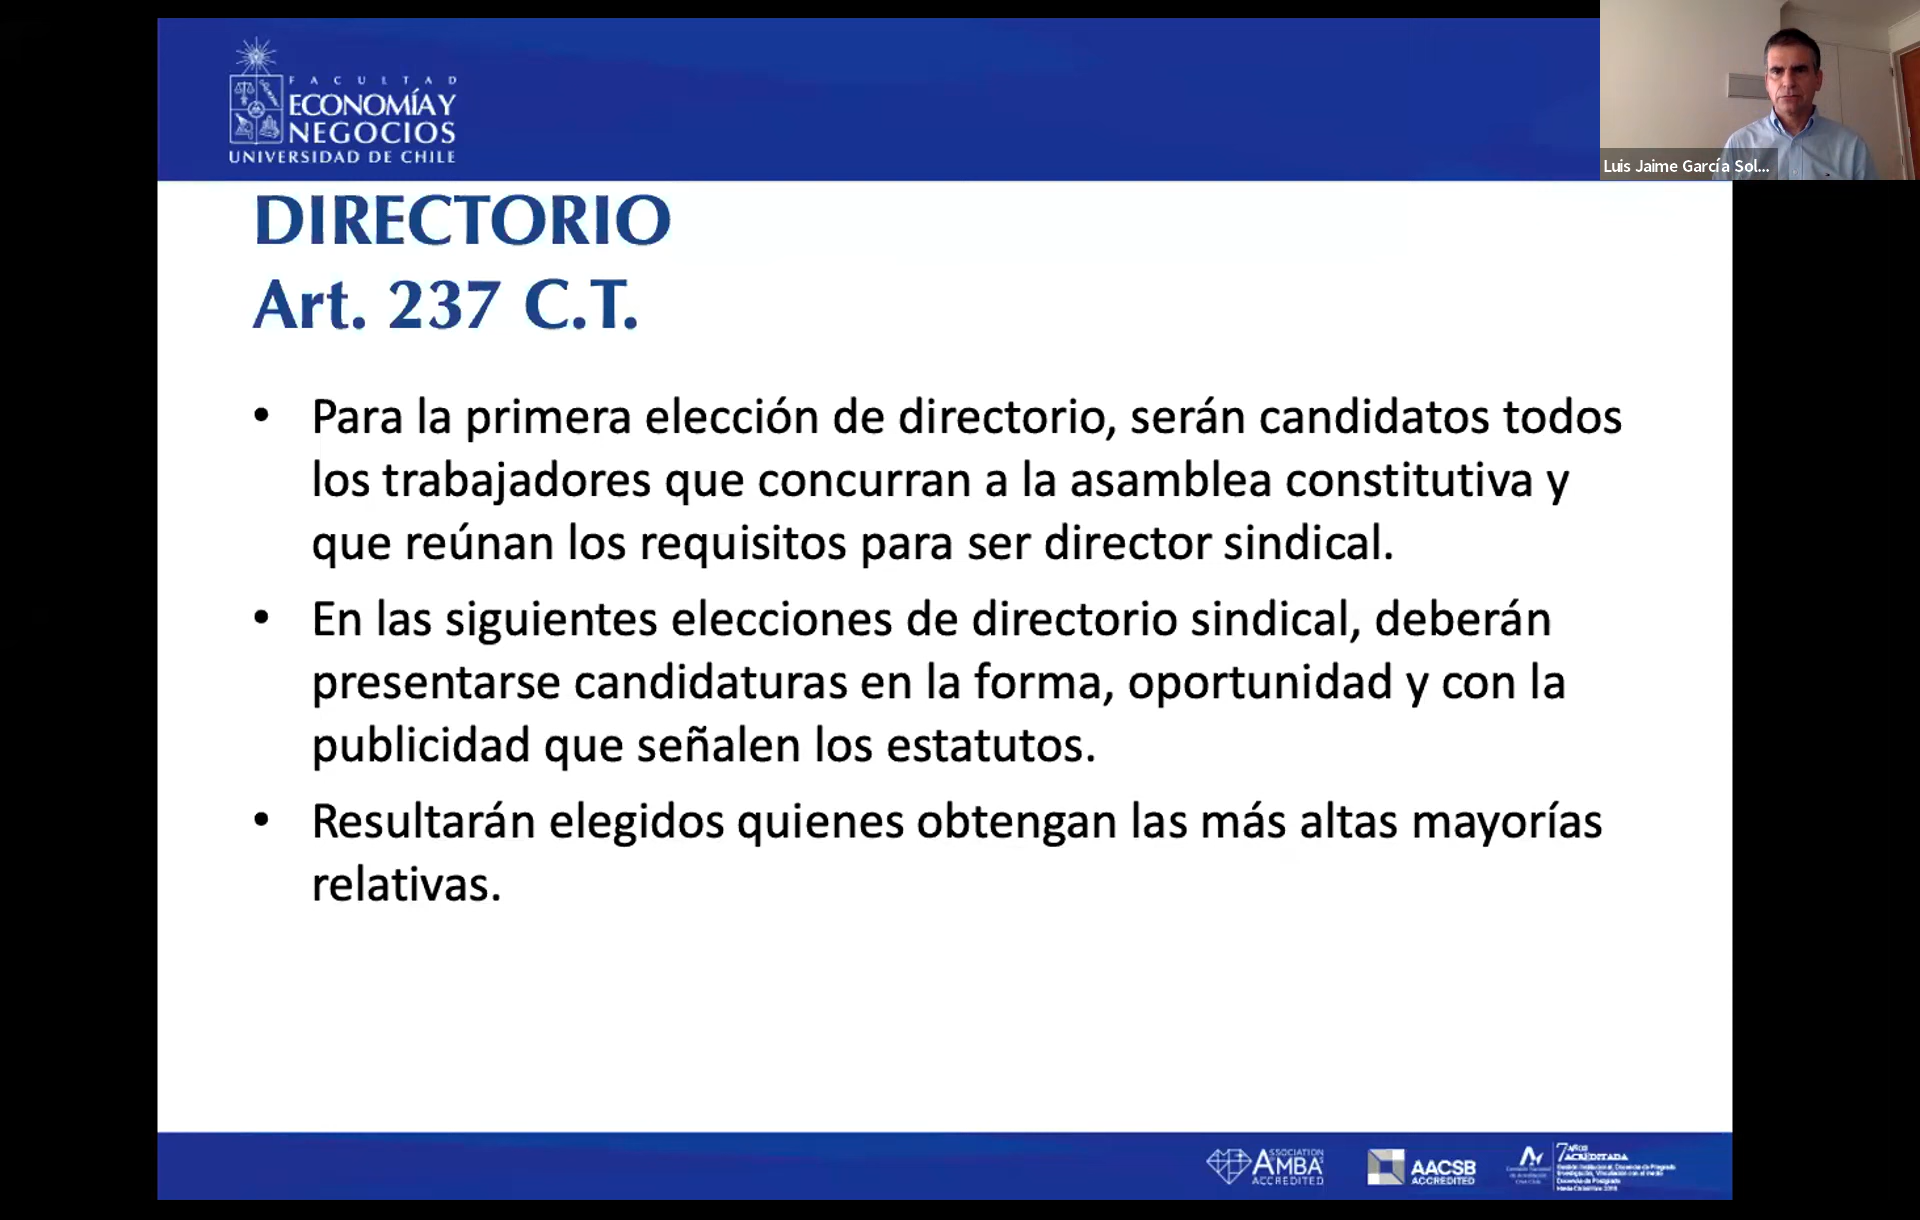 FACULTAD
ECONOMÍA Y
NEGOCIOS
UNIVERSIDAD DE CHILE
Luis Jaime García Sol...
DIRECTORIO
Art. 237 C.T.
• Para la primera elección de directorio, serán candidatos todos
los trabajadores que concurran a la asamblea constitutiva y
que reúnan los requisitos para ser director sindical.
• En las siguientes elecciones de directorio sindical, deberán
presentarse candidaturas en la forma, oportunidad y con la
publicidad que señalen los estatutos.
• Resultarán elegidos quienes obtengan las más altas mayorías
relativas.
ASSOCIATION
AMBA
ACCREDITED
AACSB
ACCREDITED
7 AÑOS
ACREDITADA